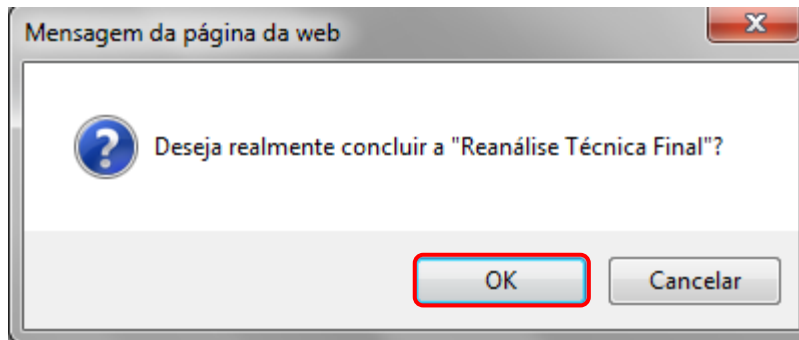 Mensagem da página da web
Deseja realmente concluir a "Reanálise Técnica Final"?
OK
Cancelar